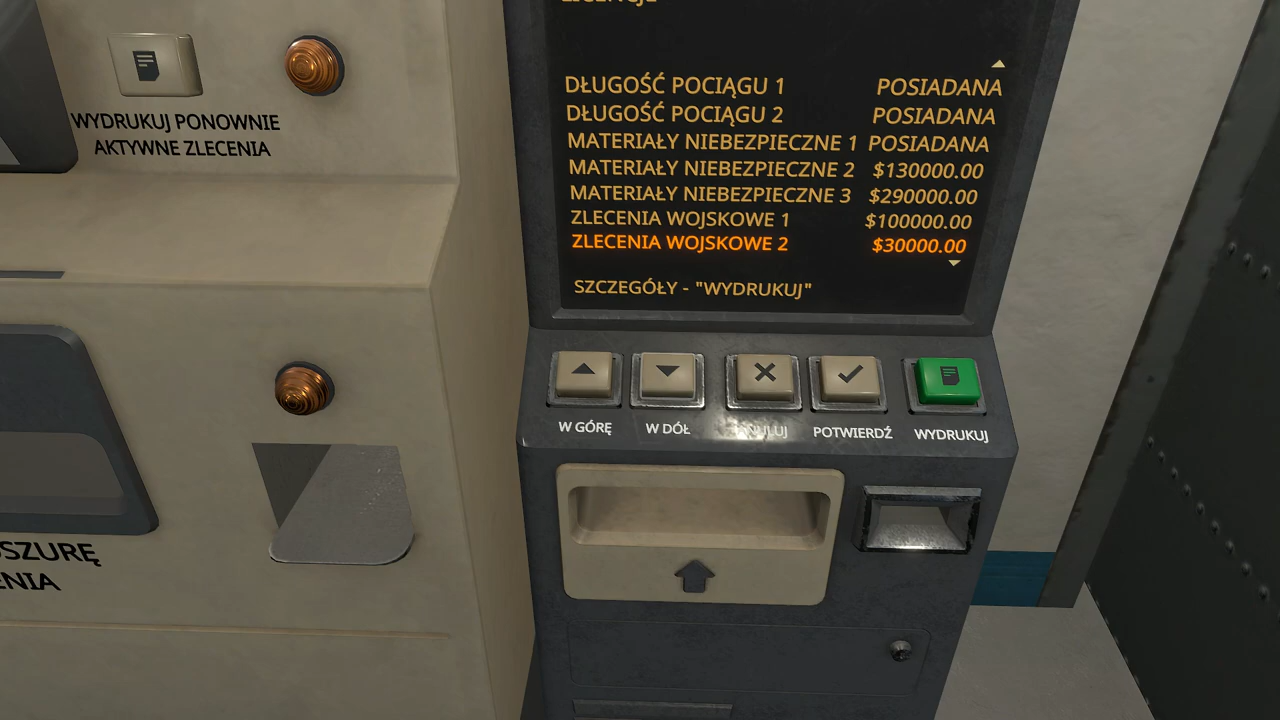 WYDRUKUJ PONOWNIE
AKTYWNE ZLECENIA
DŁUGOŚĆ POCIĄGU 1 POSIADANA
DŁUGOŚĆ POCIĄGU 2 POSIADANA
MATERIAŁY NIEBEZPIECZNE 1 POSIADANA
MATERIAŁY NIEBEZPIECZNE 2 $130000.00
MATERIAŁY NIEBEZPIECZNE 3 $290000.00
ZLECENIA WOJSKOWE 1 $100000.00
ZLECENIA WOJSKOWE 2 $30000.00
SZCZEGÓŁY - "WYDRUKUJ"
W GÓRĘ
W DÓŁ
POTWIERDŹ
WYDRUKUJ